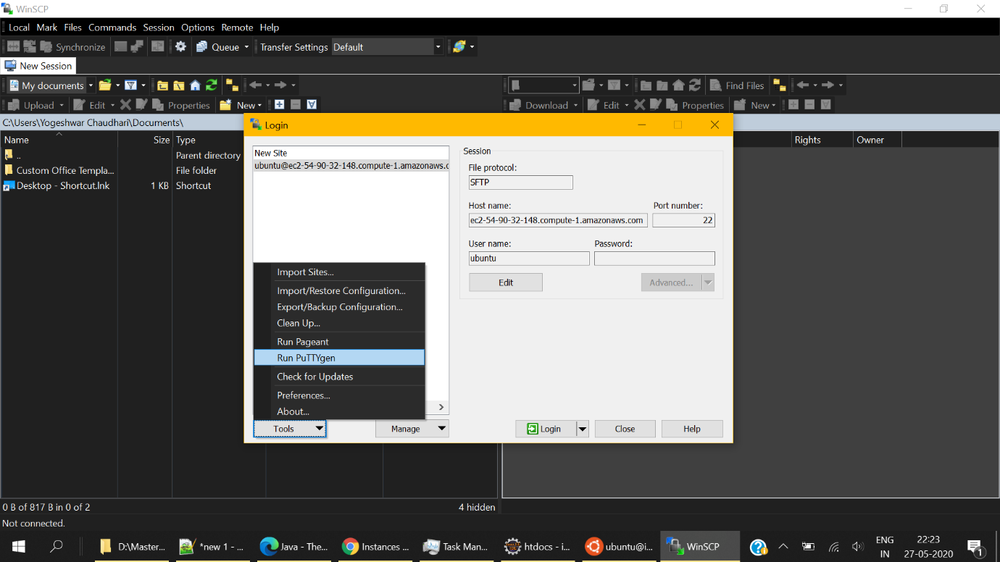 WinSCP
Local Mark Files Commands Session Options Remote Help
Synchronize Queue Transfer Settings Default
New Session
My documents Find Files
Upload Edit Properties New Download Edit Properties New
C:\Users\Yogeshwar Chaudhari\Documents\
Name Size Type Rights Owner
.. Parent directory
Custom Office Templa... File folder
Desktop - Shortcut.lnk 1 KB Shortcut
Login
New Site
ubuntu@ec2-54-90-32-148.compute-1.amazonaws.c
Session
File protocol:
SFTP
Host name: Port number:
ec2-54-90-32-148.compute-1.amazonaws.com 22
User name: Password:
ubuntu
Edit Advanced...
Import Sites...
Import/Restore Configuration...
Export/Backup Configuration...
Clean Up...
Run Pageant
Run PuTTYgen
Check for Updates
Preferences...
About...
Tools Manage Login Close Help
0 B of 817 B in 0 of 2 4 hidden
Not connected.
D:\Master... *new 1 - ... Java - The... Instances ... Task Man... htdocs - i... ubuntu@i... WinSCP ENG IN 22:23 27-05-2020 1